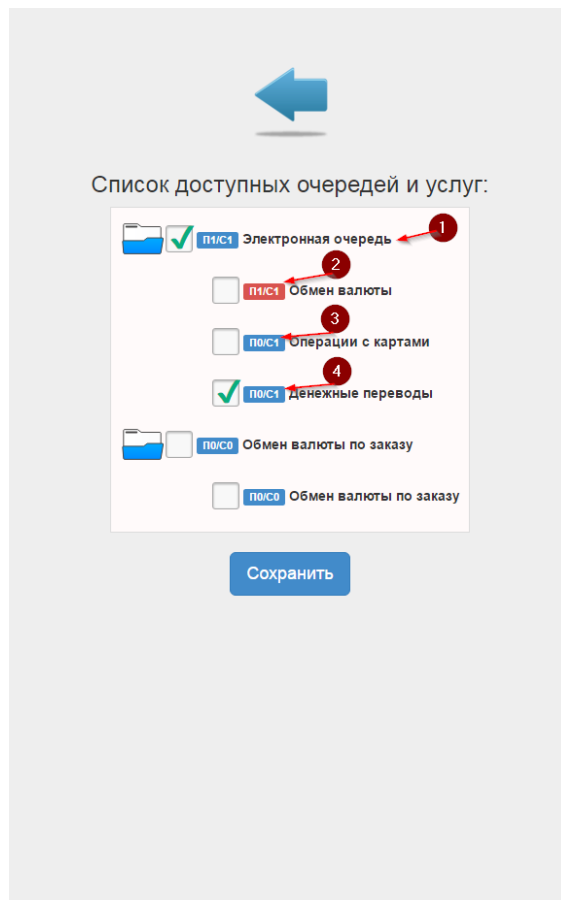 Список доступных очередей и услуг:
П1/С1 Электронная очередь 1
2
П1/С1 Обмен валюты
3
П0/С1 Операции с картами
4
П0/С1 Денежные переводы
П0/С0 Обмен валюты по заказу
П0/С0 Обмен валюты по заказу
Сохранить